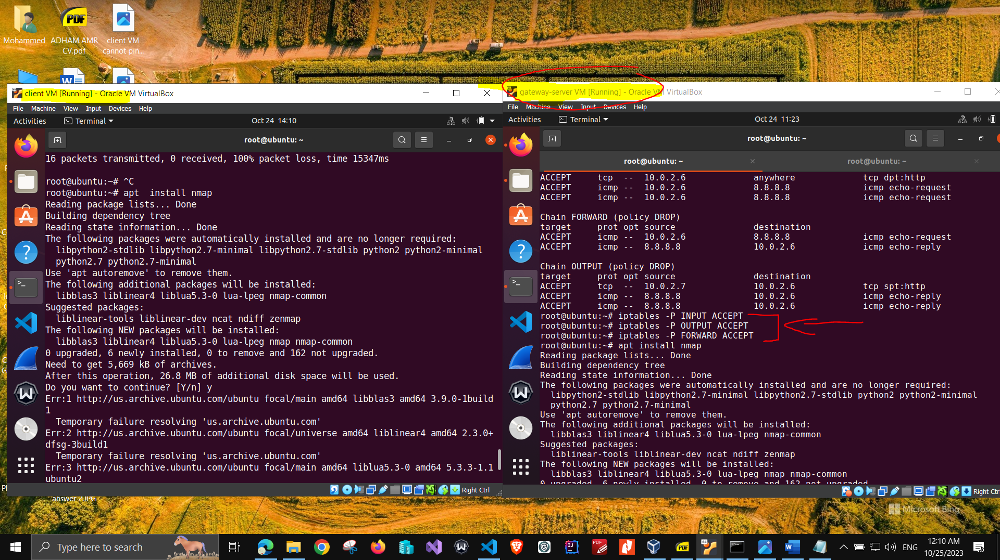 Mohammed
ADHAM AMR
CV.pdf
client VM
cannot pin...
client VM [Running] - Oracle VM VirtualBox
File Machine View Input Devices Help
Activities Terminal Oct 24 14:10
root@ubuntu: ~
16 packets transmitted, 0 received, 100% packet loss, time 15347ms
root@ubuntu:~# ^C
root@ubuntu:~# apt  install nmap
Reading package lists... Done
Building dependency tree
Reading state information... Done
The following packages were automatically installed and are no longer required:
  libpython2-stdlib libpython2.7-minimal libpython2.7-stdlib python2 python2-minimal
  python2.7 python2.7-minimal
Use 'apt autoremove' to remove them.
The following additional packages will be installed:
  libblas3 liblinear4 liblua5.3-0 lua-lpeg nmap-common
Suggested packages:
  liblinear-tools liblinear-dev ncat ndiff zenmap
The following NEW packages will be installed:
  libblas3 liblinear4 liblua5.3-0 lua-lpeg nmap nmap-common
0 upgraded, 6 newly installed, 0 to remove and 162 not upgraded.
Need to get 5,669 kB of archives.
After this operation, 26.8 MB of additional disk space will be used.
Do you want to continue? [Y/n] y
Err:1 http://us.archive.ubuntu.com/ubuntu focal/main amd64 libblas3 amd64 3.9.0-1build
1
  Temporary failure resolving 'us.archive.ubuntu.com'
Err:2 http://us.archive.ubuntu.com/ubuntu focal/universe amd64 liblinear4 amd64 2.3.0+
dfsg-3build1
  Temporary failure resolving 'us.archive.ubuntu.com'
Err:3 http://us.archive.ubuntu.com/ubuntu focal/main amd64 liblua5.3-0 amd64 5.3.3-1.1
ubuntu2
Right Ctrl
gateway-server VM [Running] - Oracle VM VirtualBox
File Machine View Input Devices Help
Activities Terminal Oct 24 11:23
root@ubuntu: ~
root@ubuntu: ~ root@ubuntu: ~
ACCEPT tcp -- 10.0.2.6 anywhere tcp dpt:http
ACCEPT icmp -- 10.0.2.6 8.8.8.8 icmp echo-request
ACCEPT icmp -- 10.0.2.6 8.8.8.8 icmp echo-request
Chain FORWARD (policy DROP)
target prot opt source destination
ACCEPT icmp -- 10.0.2.6 8.8.8.8 icmp echo-request
ACCEPT icmp -- 8.8.8.8 10.0.2.6 icmp echo-reply
Chain OUTPUT (policy DROP)
target prot opt source destination
ACCEPT tcp -- 10.0.2.7 10.0.2.6 tcp spt:http
ACCEPT icmp -- 8.8.8.8 10.0.2.6 icmp echo-reply
ACCEPT icmp -- 8.8.8.8 10.0.2.6 icmp echo-reply
root@ubuntu:~# iptables -P INPUT ACCEPT
root@ubuntu:~# iptables -P OUTPUT ACCEPT
root@ubuntu:~# iptables -P FORWARD ACCEPT
root@ubuntu:~# apt install nmap
Reading package lists... Done
Building dependency tree
Reading state information... Done
The following packages were automatically installed and are no longer required:
  libpython2-stdlib libpython2.7-minimal libpython2.7-stdlib python2 python2-minimal
  python2.7 python2.7-minimal
Use 'apt autoremove' to remove them.
The following additional packages will be installed:
  libblas3 liblinear4 liblua5.3-0 lua-lpeg nmap-common
Suggested packages:
  liblinear-tools liblinear-dev ncat ndiff zenmap
The following NEW packages will be installed:
  libblas3 liblinear4 liblua5.3-0 lua-lpeg nmap nmap-common
0 upgraded, 6 newly installed, 0 to remove and 162 not upgraded
Right Ctr
answer 2JPG
Microsoft Bing
Type here to search
ENG
12:10 AM
10/25/2023